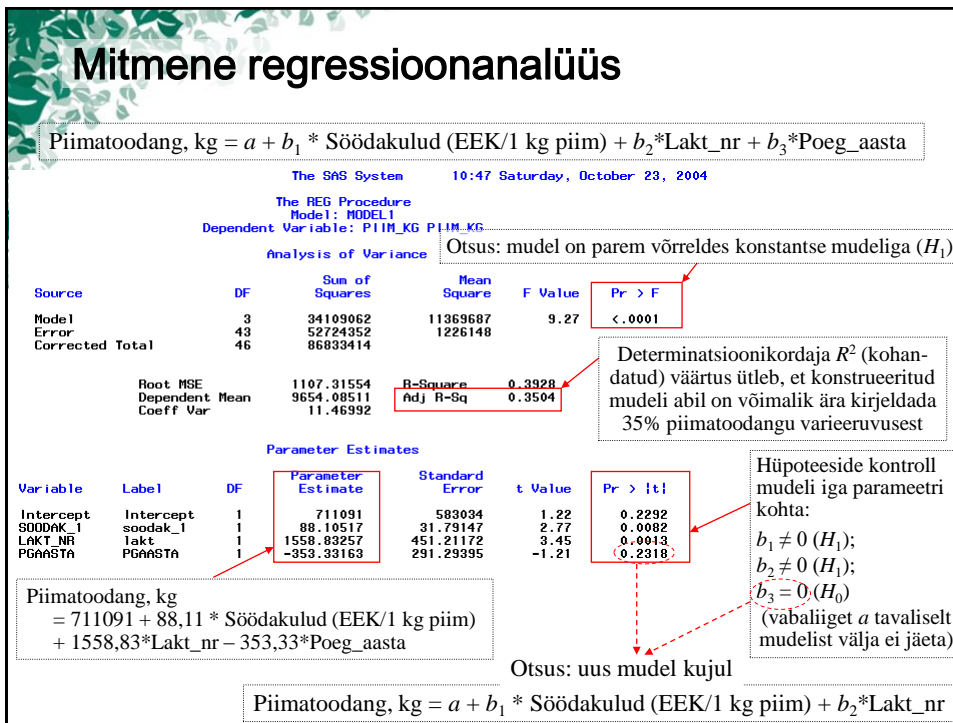 Mitmene regressioonanalüüs
Piimatoodang, kg = a + b1 * Söödakulud (EEK/1 kg piim) + b2*Lakt_nr + b3*Poeg_aasta
The SAS System 10:47 Saturday, October 23, 2004
The REG Procedure
Model: MODEL1
Dependent Variable: PIIM_KG PIIM_KG
Otsus: mudel on parem võrreldes konstantse mudeliga (H1)
Analysis of Variance
Sum of Mean
Source DF Squares Square F Value Pr > F
Model 3 34109062 11369687 9.27 <.0001
Error 43 52724352 1226148
Corrected Total 46 86833414
Root MSE 1107.31554 R-Square 0.3928
Dependent Mean 9654.08511 Adj R-Sq 0.3504
Coeff Var 11.46992
Determinatsioonikordaja R² (kohan-
datud) väärtus ütleb, et konstrueeritud
mudeli abil on võimalik ära kirjeldada
35% piimatoodangu varieeruvusest
Parameter Estimates
Parameter Standard
Variable Label DF Estimate Error t Value Pr > |t|
Intercept Intercept 1 711091 583034 1.22 0.2292
SOODAK_1 soodak_1 1 88.10517 31.79147 2.77 0.0082
LAKT_NR lakt 1 1558.83257 451.21172 3.45 0.0013
PGAASTA PGAASTA 1 -353.33163 291.29395 -1.21 0.2318
Hüpoteeside kontroll
mudeli iga parameetri
kohta:
b1 ≠ 0 (H1);
b2 ≠ 0 (H1);
b3 = 0 (H0)
(vabaliiget a tavaliselt
mudelist välja ei jäeta)
Piimatoodang, kg
= 711091 + 88,11 * Söödakulud (EEK/1 kg piim)
+ 1558,83*Lakt_nr – 353,33*Poeg_aasta
Otsus: uus mudel kujul
Piimatoodang, kg = a + b1 * Söödakulud (EEK/1 kg piim) + b2*Lakt_nr